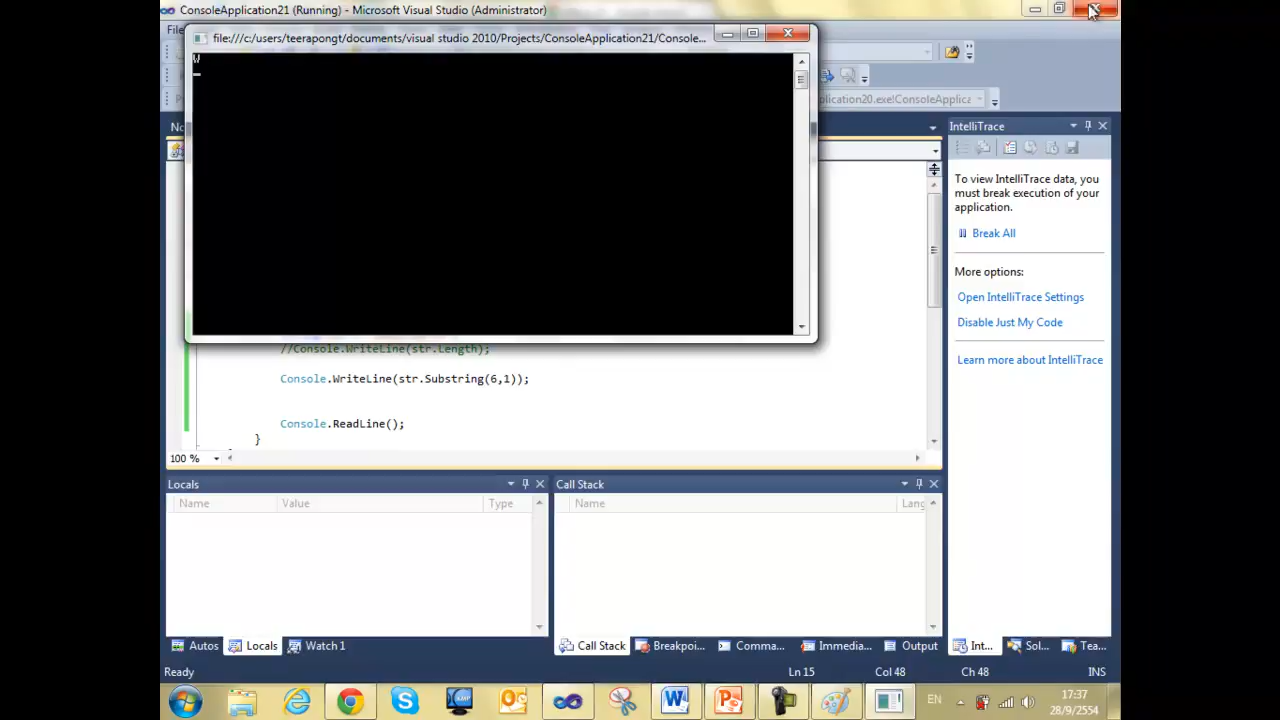 ConsoleApplication21 (Running) - Microsoft Visual Studio (Administrator)
file:///c:/users/teerapongt/documents/visual studio 2010/Projects/ConsoleApplication21/Console...
W
IntelliTrace
To view IntelliTrace data, you
must break execution of your
application.
Break All
More options:
Open IntelliTrace Settings
Disable Just My Code
Learn more about IntelliTrace
//Console.WriteLine(str.Length);
Console.WriteLine(str.Substring(6,1));
Console.ReadLine();
}
100 %
Locals
Name Value Type
Call Stack
Name Lang
Autos Locals Watch 1
Call Stack Breakpoi... Comma... Immedia... Output
Int... Sol... Tea...
Ready Ln 15 Col 48 Ch 48 INS
EN 17:37
28/9/2554